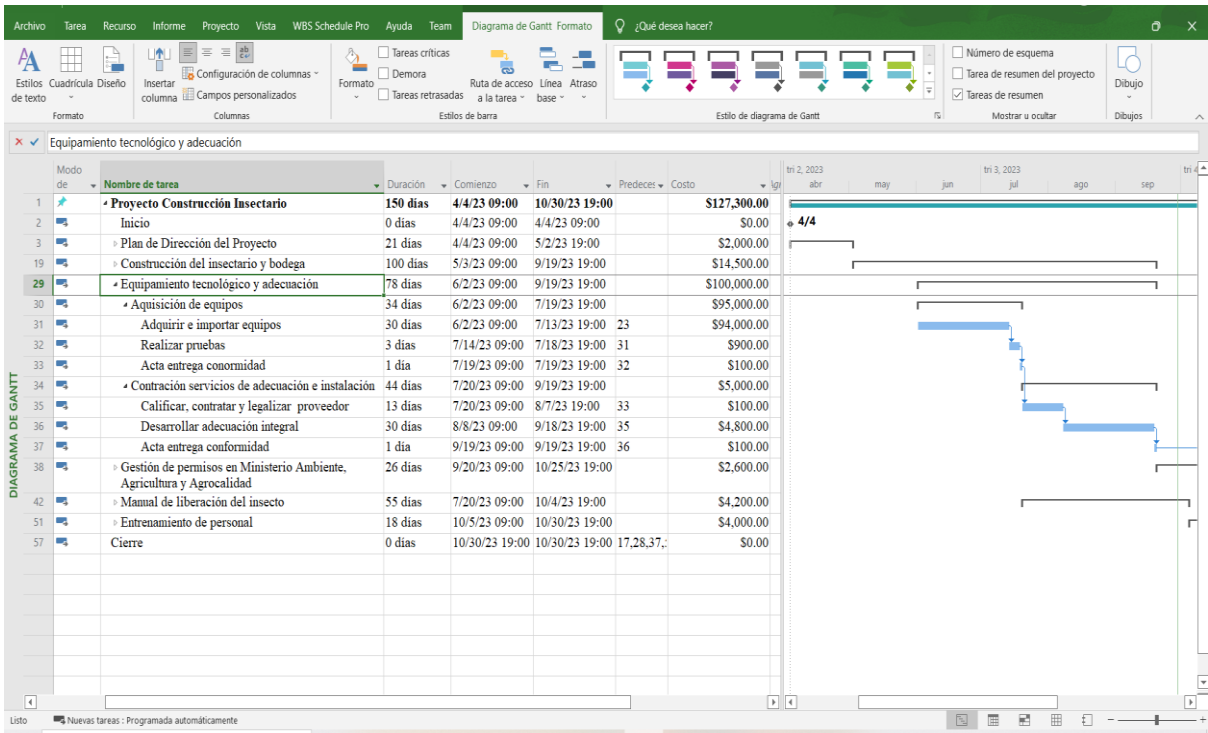 Archivo Tarea Recurso Informe Proyecto Vista WBS Schedule Pro Ayuda Team Diagrama de Gantt Formato ¿Qué desea hacer?
Estilos de texto
Cuadrícula
Diseño
Formato
Insertar columna
ab
Configuración de columnas
Campos personalizados
Columnas
Formato
Tareas críticas
Demora
Tareas retrasadas
Ruta de acceso a la tarea
Línea base
Atraso
Estilos de barra
Estilo de diagrama de Gantt
Número de esquema
Tarea de resumen del proyecto
Tareas de resumen
Mostrar u ocultar
Dibujo
Dibujos
Equipamiento tecnológico y adecuación
Modo de Nombre de tarea Duración Comienzo Fin Predeces Costo
tri 2, 2023 tri 3, 2023 tri 4
abr may jun jul ago sep
1 Proyecto Construcción Insectario 150 días 4/4/23 09:00 10/30/23 19:00 $127,300.00
2 Inicio 0 días 4/4/23 09:00 4/4/23 09:00 $0.00 4/4
3 Plan de Dirección del Proyecto 21 días 4/4/23 09:00 5/2/23 19:00 $2,000.00
19 Construcción del insectario y bodega 100 días 5/3/23 09:00 9/19/23 19:00 $14,500.00
29 Equipamiento tecnológico y adecuación 78 días 6/2/23 09:00 9/19/23 19:00 $100,000.00
30 Aquisición de equipos 34 días 6/2/23 09:00 7/19/23 19:00 $95,000.00
31 Adquirir e importar equipos 30 días 6/2/23 09:00 7/13/23 19:00 23 $94,000.00
32 Realizar pruebas 3 días 7/14/23 09:00 7/18/23 19:00 31 $900.00
33 Acta entrega conormidad 1 día 7/19/23 09:00 7/19/23 19:00 32 $100.00
34 Contración servicios de adecuación e instalación 44 días 7/20/23 09:00 9/19/23 19:00 $5,000.00
35 Calificar, contratar y legalizar proveedor 13 días 7/20/23 09:00 8/7/23 19:00 33 $100.00
36 Desarrollar adecuación integral 30 días 8/8/23 09:00 9/18/23 19:00 35 $4,800.00
37 Acta entrega conformidad 1 día 9/19/23 09:00 9/19/23 19:00 36 $100.00
38 Gestión de permisos en Ministerio Ambiente, 26 días 9/20/23 09:00 10/25/23 19:00 $2,600.00
Agricultura y Agrocalidad
42 Manual de liberación del insecto 55 días 7/20/23 09:00 10/4/23 19:00 $4,200.00
51 Entrenamiento de personal 18 días 10/5/23 09:00 10/30/23 19:00 $4,000.00
57 Cierre 0 días 10/30/23 19:00 10/30/23 19:00 17,28,37, $0.00
DIAGRAMA DE GANTT
Listo Nuevas tareas : Programada automáticamente